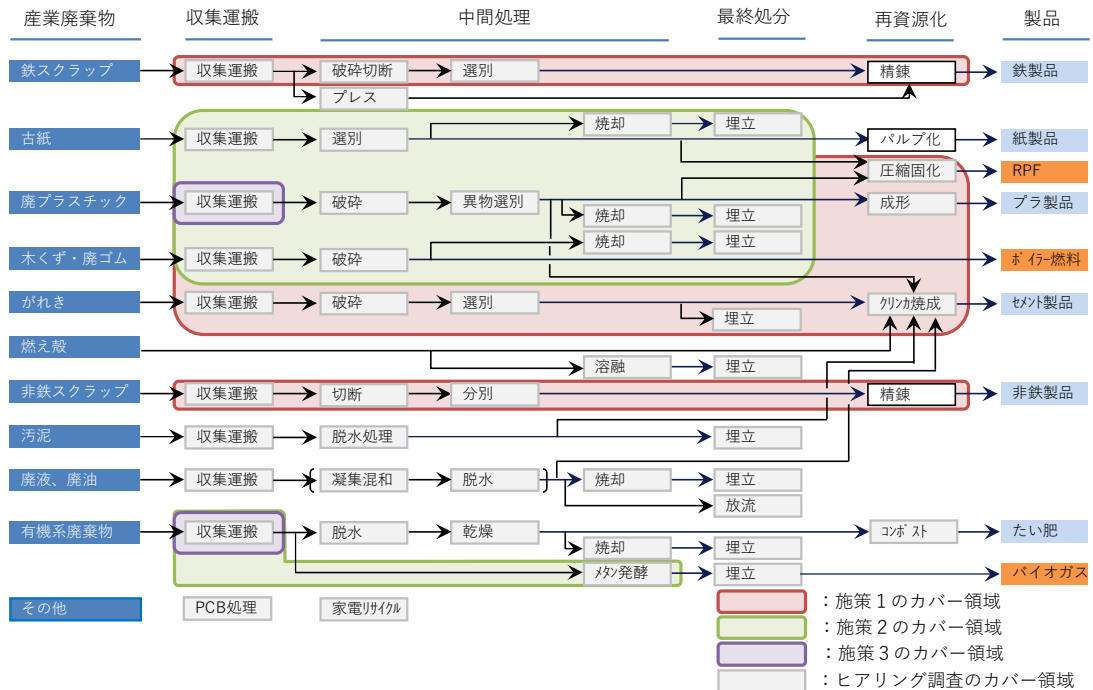 産業廃棄物 収集運搬 中間処理 最終処分 再資源化 製品
鉄スクラップ 収集運搬 破砕切断 選別 精錬 鉄製品
プレス
焼却 埋立
古紙 収集運搬 選別 パルプ化 紙製品
圧縮固化 RPF
廃プラスチック 収集運搬 破砕 異物選別 成形 プラ製品
焼却 埋立
焼却 埋立
木くず・廃ゴム 収集運搬 破砕 ﾎﾞｲﾗｰ燃料
がれき 収集運搬 破砕 選別 ｸﾘﾝｶ焼成 ｾﾒﾝﾄ製品
埋立
燃え殻
溶融 埋立
非鉄スクラップ 収集運搬 切断 分別 精錬 非鉄製品
汚泥 収集運搬 脱水処理 埋立
廃液、廃油 収集運搬 凝集混和 脱水 焼却 埋立
放流
有機系廃棄物 収集運搬 脱水 乾燥 ｺﾝﾎﾟｽﾄ たい肥
焼却 埋立
ﾒﾀﾝ発酵 埋立 バイオガス
その他 PCB処理 家電ﾘｻｲｸﾙ
：施策１のカバー領域
：施策２のカバー領域
：施策３のカバー領域
：ヒアリング調査のカバー領域